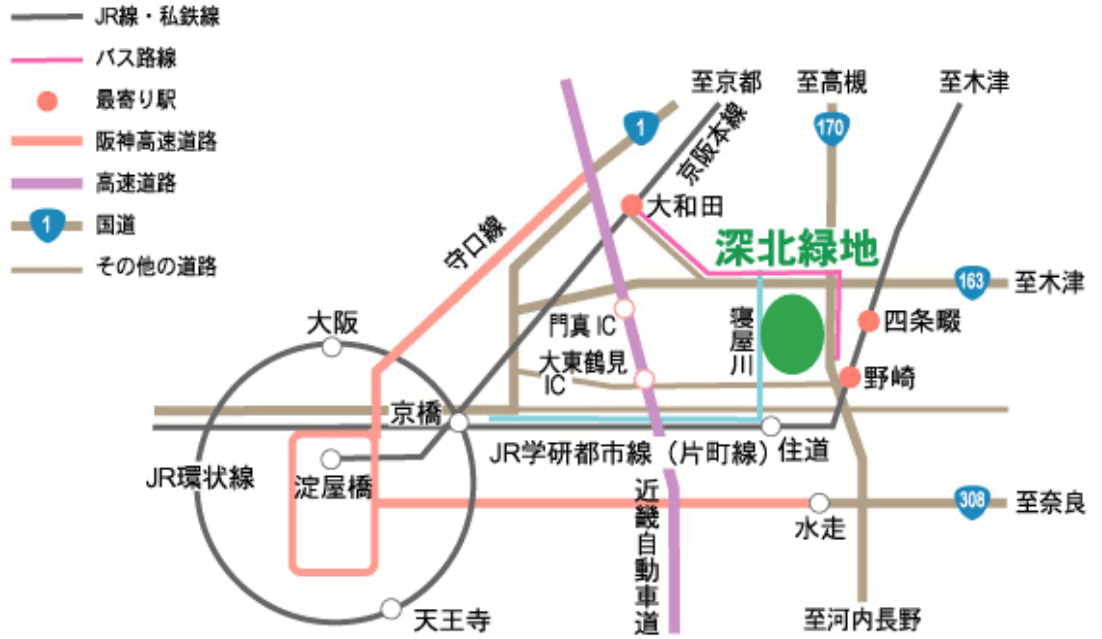 JR線・私鉄線
バス路線
最寄り駅
阪神高速道路
高速道路
1
国道
その他の道路
至京都
至高槻
至木津
1
170
京阪本線
大和田
守口線
深北緑地
163
至木津
門真 IC
寝屋川
四条畷
大阪
大東鶴見
IC
野崎
京橋
JR学研都市線（片町線）
住道
JR環状線
淀屋橋
近畿自動車道
308
至奈良
水走
天王寺
至河内長野